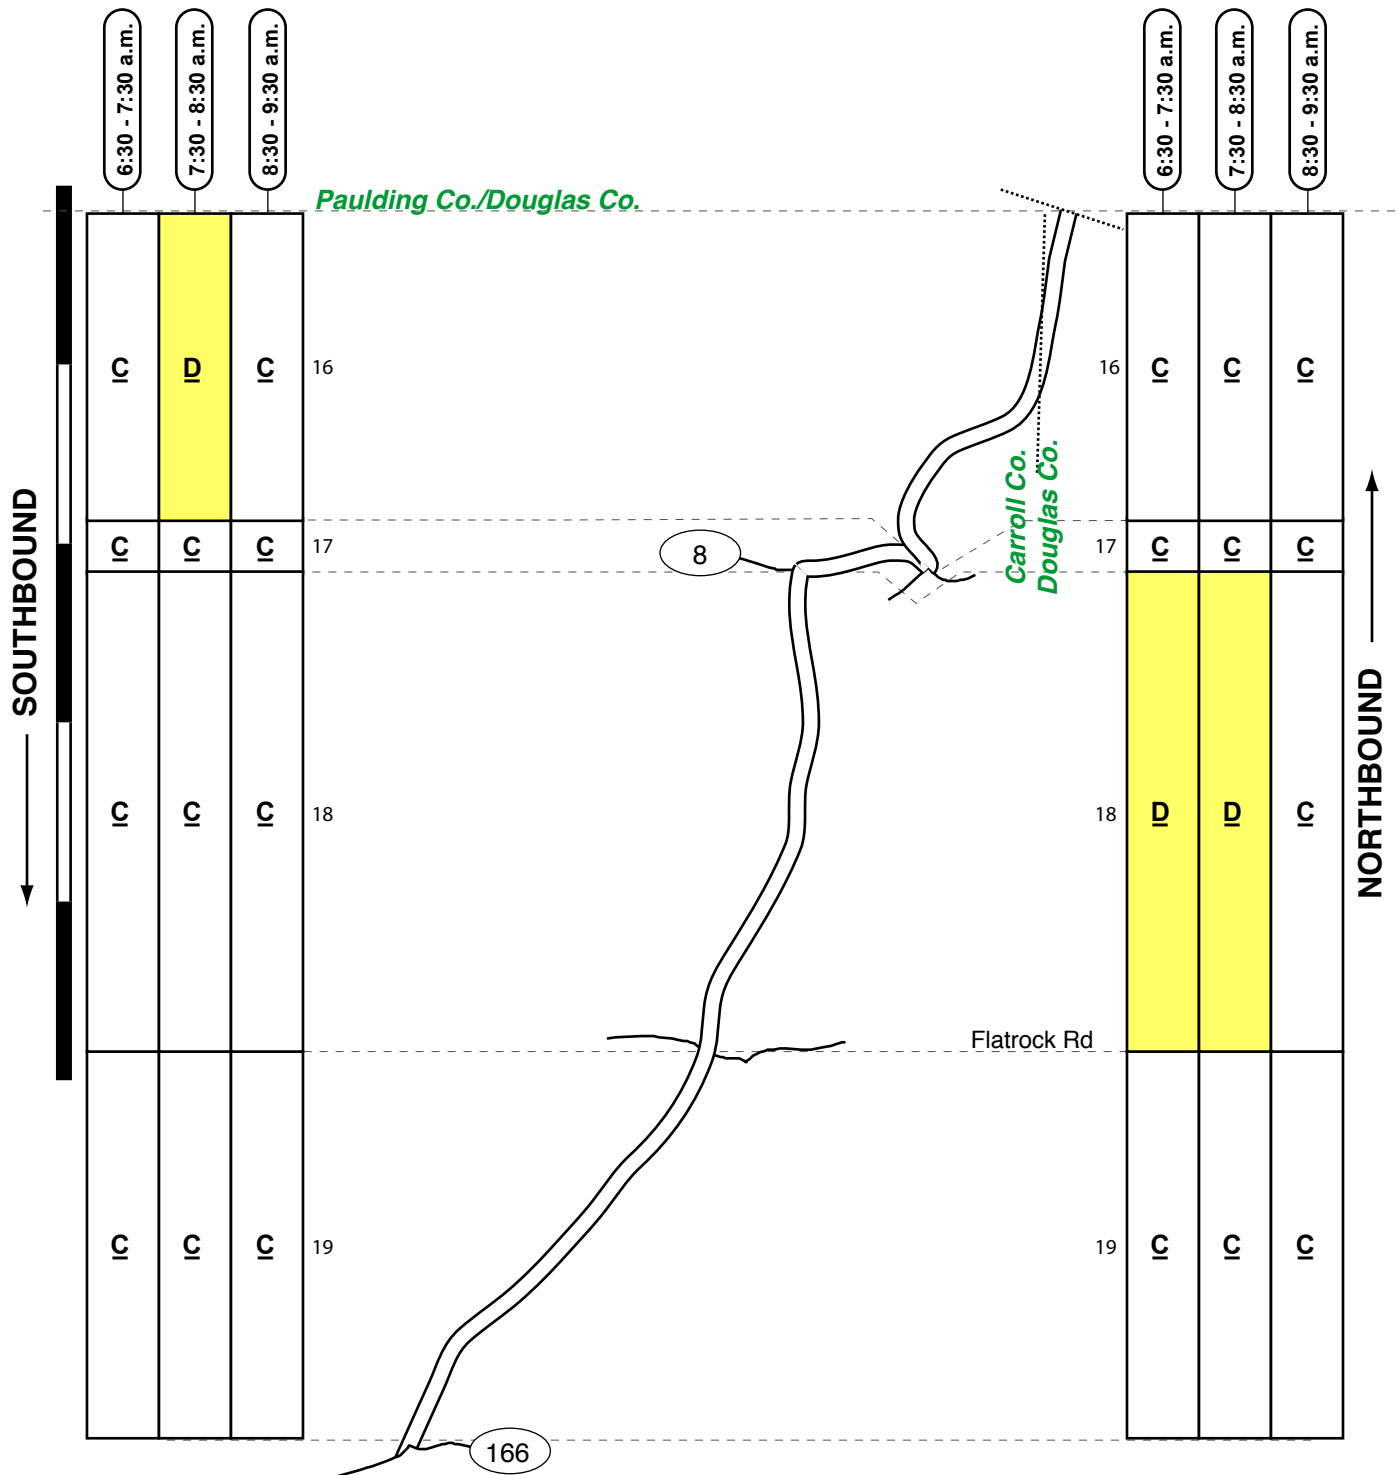 6:30 - 7:30 a.m.
7:30 - 8:30 a.m.
8:30 - 9:30 a.m.
6:30 - 7:30 a.m.
7:30 - 8:30 a.m.
8:30 - 9:30 a.m.
Paulding Co./Douglas Co.
C D C 16
16 C C C
Carroll Co.
Douglas Co.
SOUTHBOUND
NORTHBOUND
C C C 17
8
17 C C C
C C C 18
18 D D C
Flatrock Rd
C C C 19
19 C C C
166